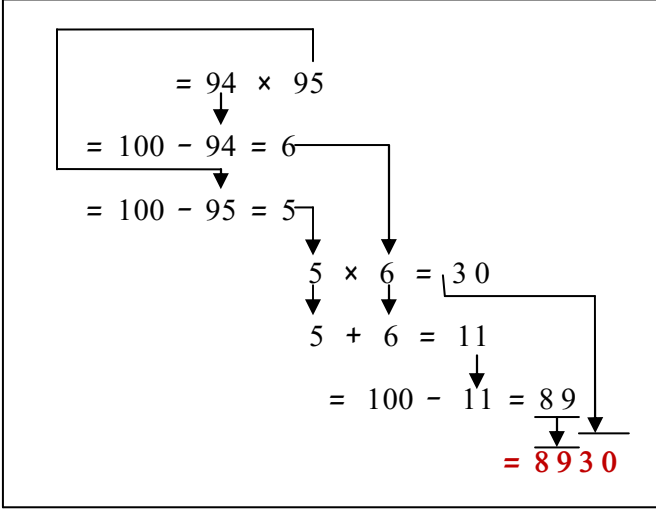 = 94 × 95
= 100 - 94 = 6
= 100 - 95 = 5
5 × 6 = 30
5 + 6 = 11
= 100 - 11 = 89
= 8930